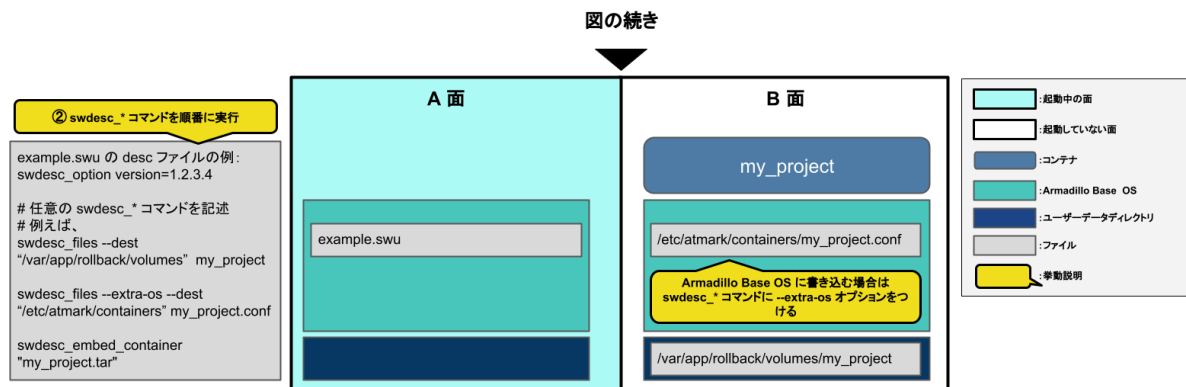 図の続き
② swdesc_* コマンドを順番に実行
example.swu の desc ファイルの例:
swdesc_option version=1.2.3.4
# 任意の swdesc_* コマンドを記述
# 例えば、
swdesc_files --dest
“/var/app/rollback/volumes” my_project
swdesc_files --extra-os --dest
“/etc/atmark/containers” my_project.conf
swdesc_embed_container
"my_project.tar"
A 面
example.swu
B 面
my_project
/etc/atmark/containers/my_project.conf
Armadillo Base OS に書き込む場合は
swdesc_* コマンドに --extra-os オプションをつ
ける
/var/app/rollback/volumes/my_project
:起動中の面
:起動していない面
:コンテナ
:Armadillo Base OS
:ユーザーデータディレクトリ
:ファイル
:挙動説明